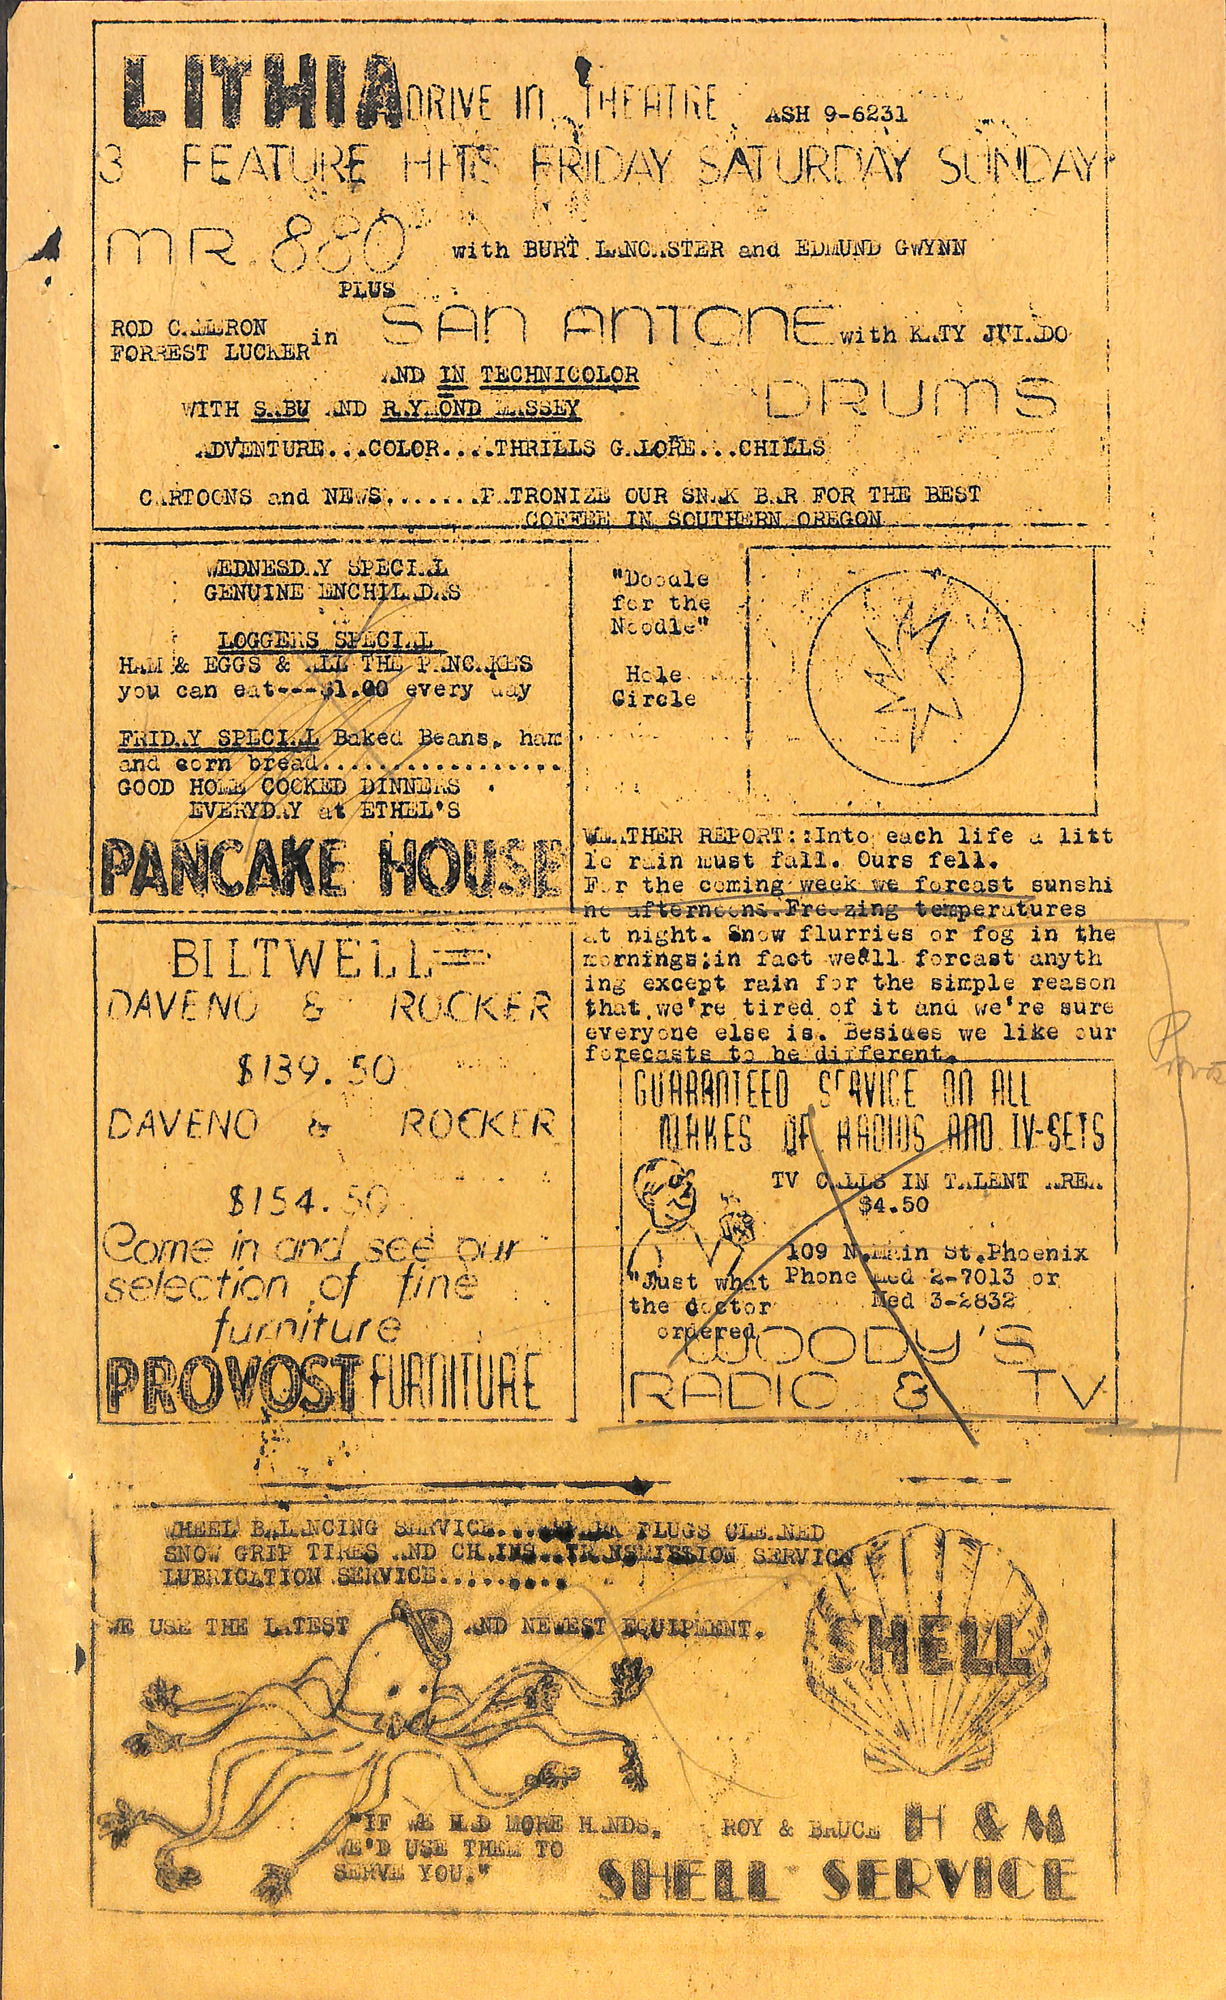 LITHIA DRIVE IN THEATRE ASH 9-6231
3 FEATURE HITS FRIDAY SATURDAY SUNDAY
MR. 880 with BURT LANCASTER and EDMUND GWYNN
PLUS
ROD CAMERON
FORREST LUCKER in SAN ANTONE with KATY JURADO
AND IN TECHNICOLOR
WITH SABU AND RAYMOND MASSEY DRUMS
ADVENTURE...COLOR....THRILLS GALORE...CHILLS
CARTOONS and NEWS.......PATRONIZE OUR SNAK BAR FOR THE BEST
COFFEE IN SOUTHERN OREGON
WEDNESDAY SPECIAL
GENUINE ENCHILADAS
LOGGERS SPECIAL
HAM & EGGS & ALL THE PANCAKES
you can eat---$1.00 every day
FRIDAY SPECIAL Baked Beans, ham
and corn bread.................
GOOD HOME COOKED DINNERS
EVERYDAY at ETHEL'S
PANCAKE HOUSE
"Doodle
for the
Noodle"
Hole
Circle
WEATHER REPORT::Into each life a litt
le rain must fall. Ours fell.
For the coming week we forcast sunshi
ne afternoons.Freezing temperatures
at night. Snow flurries or fog in the
mornings;in fact we'll forcast anyth
ing except rain for the simple reason
that we're tired of it and we're sure
everyone else is. Besides we like our
forecasts to be different.
BILTWELL
DAVENO & ROCKER
$139.50
DAVENO & ROCKER
$154.50
Come in and see our
selection of fine
furniture
PROVOST FURNITURE
GUARANTEED SERVICE ON ALL
MAKES OF RADIOS AND TV-SETS
TV CALLS IN TALENT AREA
$4.50
109 N.Main St.Phoenix
Phone Med 2-7013 or
Med 3-2832
"Just what
the doctor
ordered
WOODY'S
RADIO & TV
WHEEL BALANCING SERVICE...SPARK PLUGS CLEANED
SNOW GRIP TIRES AND CHAINS..TRANSMISSION SERVICE
LUBRICATION SERVICE.........
WE USE THE LATEST AND NEWEST EQUIPMENT.
SHELL
"IF WE HAD MORE HANDS,
WE'D USE THEM TO
SERVE YOU."
ROY & BRUCE H & M
SHELL SERVICE